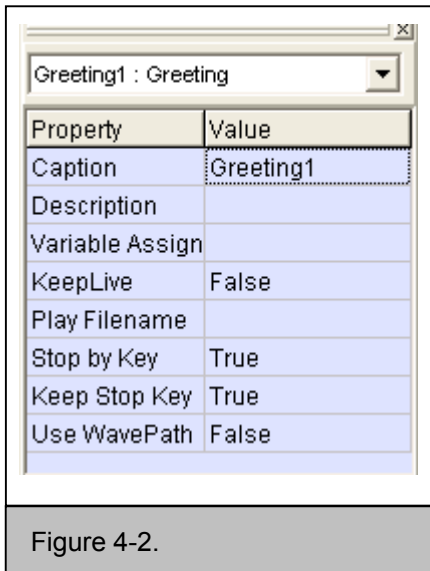 Greeting1 : Greeting
Property Value
Caption Greeting1
Description
Variable Assign
KeepLive False
Play Filename
Stop by Key True
Keep Stop Key True
Use WavePath False
Figure 4-2.